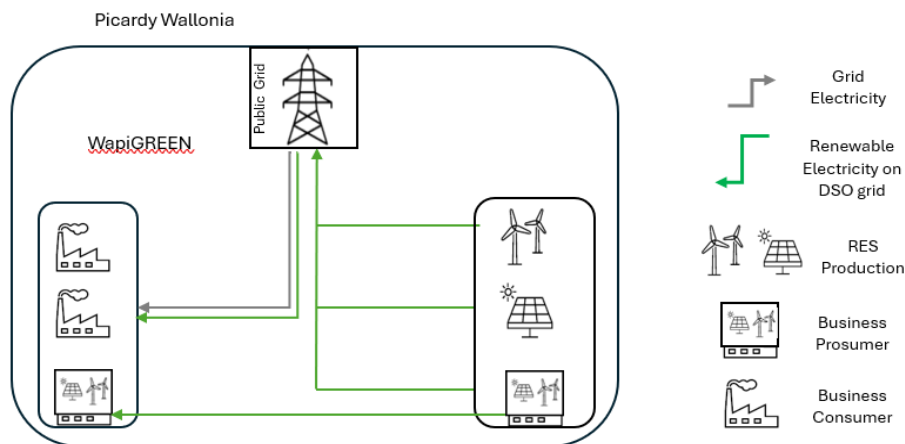 Picardy Wallonia
Public Grid
WapiGREEN
Grid
Electricity
Renewable
Electricity on
DSO grid
RES
Production
Business
Prosumer
Business
Consumer